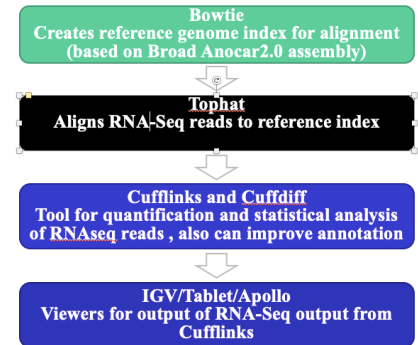 Bowtie
Creates reference genome index for alignment
(based on Broad Anocar2.0 assembly)
Tophat
Aligns RNA-Seq reads to reference index
Cufflinks and Cuffdiff
Tool for quantification and statistical analysis
of RNAseq reads , also can improve annotation
IGV/Tablet/Apollo
Viewers for output of RNA-Seq output from
Cufflinks